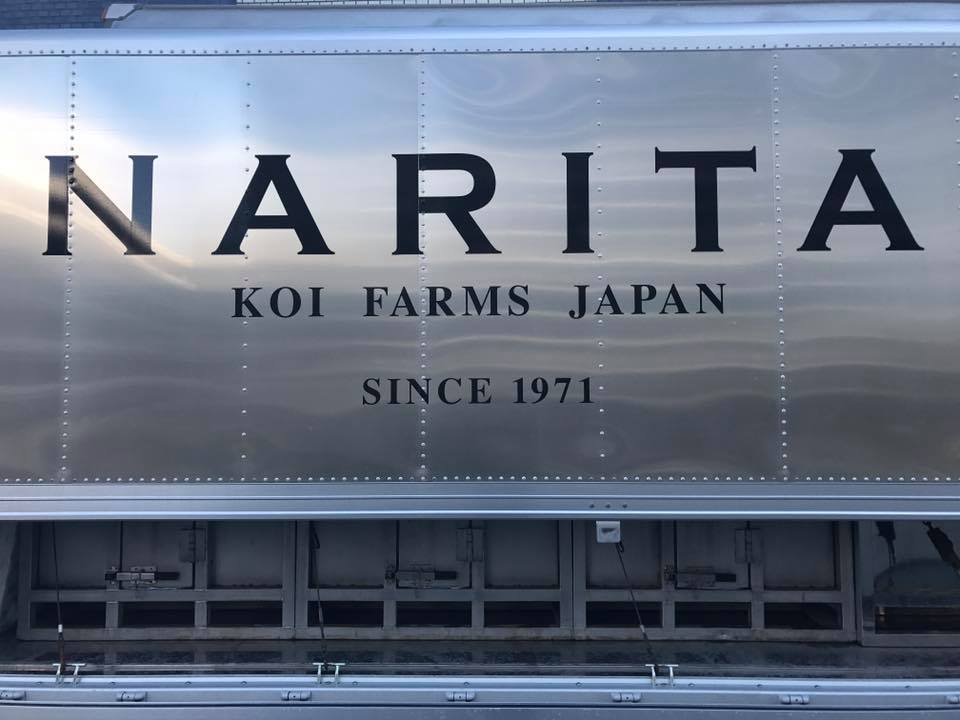 NARITA
KOI FARMS JAPAN
SINCE 1971